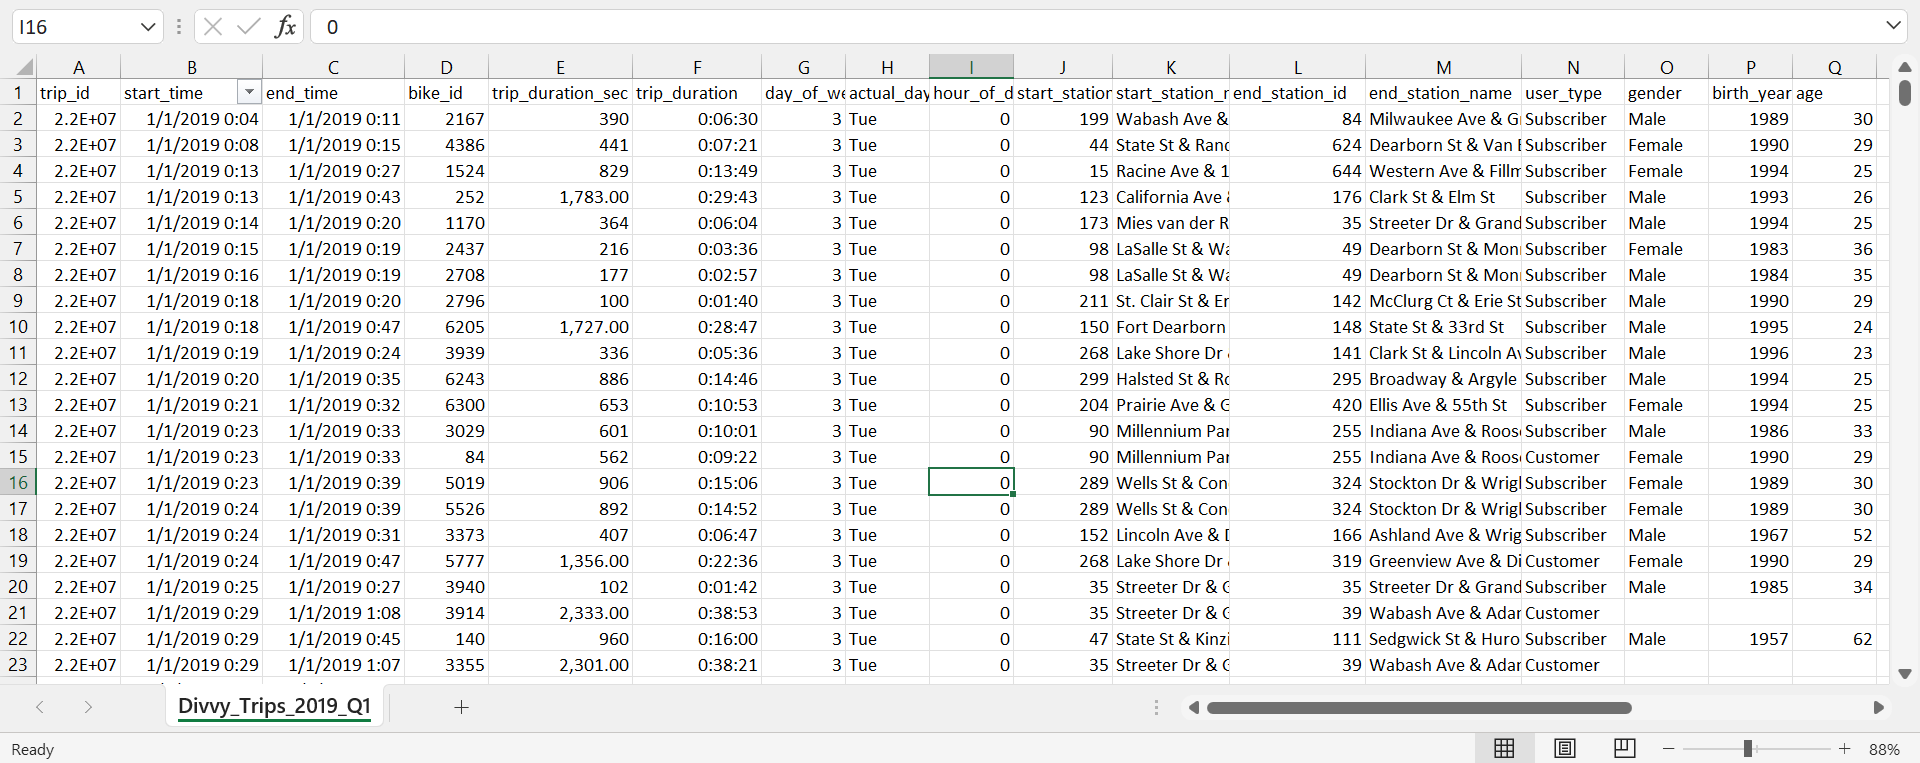 I16 fx 0
A B C D E F G H I J K L M N O P Q
1 trip_id start_time end_time bike_id trip_duration_sec trip_duration day_of_we actual_day hour_of_d start_station start_station_r end_station_id end_station_name user_type gender birth_year age
2 2.2E+07 1/1/2019 0:04 1/1/2019 0:11 2167 390 0:06:30 3 Tue 0 199 Wabash Ave & 84 Milwaukee Ave & Gr Subscriber Male 1989 30
3 2.2E+07 1/1/2019 0:08 1/1/2019 0:15 4386 441 0:07:21 3 Tue 0 44 State St & Rand 624 Dearborn St & Van B Subscriber Female 1990 29
4 2.2E+07 1/1/2019 0:13 1/1/2019 0:27 1524 829 0:13:49 3 Tue 0 15 Racine Ave & 1 644 Western Ave & Fillm Subscriber Female 1994 25
5 2.2E+07 1/1/2019 0:13 1/1/2019 0:43 252 1,783.00 0:29:43 3 Tue 0 123 California Ave & 176 Clark St & Elm St Subscriber Male 1993 26
6 2.2E+07 1/1/2019 0:14 1/1/2019 0:20 1170 364 0:06:04 3 Tue 0 173 Mies van der R 35 Streeter Dr & Grand Subscriber Male 1994 25
7 2.2E+07 1/1/2019 0:15 1/1/2019 0:19 2437 216 0:03:36 3 Tue 0 98 LaSalle St & Wa 49 Dearborn St & Mon Subscriber Female 1983 36
8 2.2E+07 1/1/2019 0:16 1/1/2019 0:19 2708 177 0:02:57 3 Tue 0 98 LaSalle St & Wa 49 Dearborn St & Mon Subscriber Male 1984 35
9 2.2E+07 1/1/2019 0:18 1/1/2019 0:20 2796 100 0:01:40 3 Tue 0 211 St. Clair St & Er 142 McClurg Ct & Erie St Subscriber Male 1990 29
10 2.2E+07 1/1/2019 0:18 1/1/2019 0:47 6205 1,727.00 0:28:47 3 Tue 0 150 Fort Dearborn 148 State St & 33rd St Subscriber Male 1995 24
11 2.2E+07 1/1/2019 0:19 1/1/2019 0:24 3939 336 0:05:36 3 Tue 0 268 Lake Shore Dr 141 Clark St & Lincoln Av Subscriber Male 1996 23
12 2.2E+07 1/1/2019 0:20 1/1/2019 0:35 6243 886 0:14:46 3 Tue 0 299 Halsted St & Ro 295 Broadway & Argyle Subscriber Male 1994 25
13 2.2E+07 1/1/2019 0:21 1/1/2019 0:32 6300 653 0:10:53 3 Tue 0 204 Prairie Ave & G 420 Ellis Ave & 55th St Subscriber Female 1994 25
14 2.2E+07 1/1/2019 0:23 1/1/2019 0:33 3029 601 0:10:01 3 Tue 0 90 Millennium Par 255 Indiana Ave & Roos Subscriber Male 1986 33
15 2.2E+07 1/1/2019 0:23 1/1/2019 0:33 84 562 0:09:22 3 Tue 0 90 Millennium Par 255 Indiana Ave & Roos Customer Female 1990 29
16 2.2E+07 1/1/2019 0:23 1/1/2019 0:39 5019 906 0:15:06 3 Tue 0 289 Wells St & Con 324 Stockton Dr & Wrigl Subscriber Female 1989 30
17 2.2E+07 1/1/2019 0:24 1/1/2019 0:39 5526 892 0:14:52 3 Tue 0 289 Wells St & Con 324 Stockton Dr & Wrigl Subscriber Female 1989 30
18 2.2E+07 1/1/2019 0:24 1/1/2019 0:31 3373 407 0:06:47 3 Tue 0 152 Lincoln Ave & D 166 Ashland Ave & Wrig Subscriber Male 1967 52
19 2.2E+07 1/1/2019 0:24 1/1/2019 0:47 5777 1,356.00 0:22:36 3 Tue 0 268 Lake Shore Dr 319 Greenview Ave & Di Customer Female 1990 29
20 2.2E+07 1/1/2019 0:25 1/1/2019 0:27 3940 102 0:01:42 3 Tue 0 35 Streeter Dr & G 35 Streeter Dr & Grand Subscriber Male 1985 34
21 2.2E+07 1/1/2019 0:29 1/1/2019 1:08 3914 2,333.00 0:38:53 3 Tue 0 35 Streeter Dr & G 39 Wabash Ave & Adar Customer
22 2.2E+07 1/1/2019 0:29 1/1/2019 0:45 140 960 0:16:00 3 Tue 0 47 State St & Kinzi 111 Sedgwick St & Huro Subscriber Male 1957 62
23 2.2E+07 1/1/2019 0:29 1/1/2019 1:07 3355 2,301.00 0:38:21 3 Tue 0 35 Streeter Dr & G 39 Wabash Ave & Adar Customer
Divvy_Trips_2019_Q1
Ready 88%